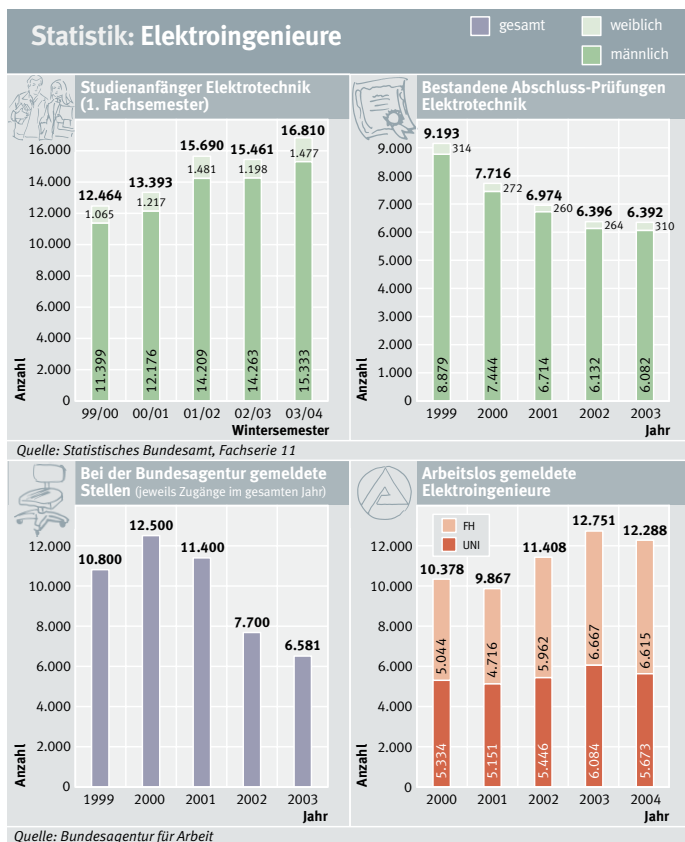 Statistik: Elektroingenieure
gesamt
weiblich
männlich
Studienanfänger Elektrotechnik
(1. Fachsemester)
16.000
14.000
12.000
10.000
8.000
6.000
4.000
2.000
0
Anzahl
12.464
1.065
11.399
13.393
1.217
12.176
15.690
1.481
14.209
15.461
1.198
14.263
16.810
1.477
15.333
99/00 00/01 01/02 02/03 03/04
Wintersemester
Bestandene Abschluss-Prüfungen
Elektrotechnik
9.000
8.000
7.000
6.000
5.000
4.000
3.000
2.000
1.000
0
Anzahl
9.193
314
8.879
7.716
272
7.444
6.974
260
6.714
6.396
264
6.132
6.392
310
6.082
1999 2000 2001 2002 2003
Jahr
Quelle: Statistisches Bundesamt, Fachserie 11
Bei der Bundesagentur gemeldete
Stellen (jeweils Zugänge im gesamten Jahr)
12.000
10.000
8.000
6.000
4.000
2.000
0
Anzahl
10.800
12.500
11.400
7.700
6.581
1999 2000 2001 2002 2003
Jahr
Arbeitslos gemeldete
Elektroingenieure
FH
UNI
12.000
10.000
8.000
6.000
4.000
2.000
0
Anzahl
10.378
5.044
5.334
9.867
4.716
5.151
11.408
5.962
5.446
12.751
6.667
6.084
12.288
6.615
5.673
2000 2001 2002 2003 2004
Jahr
Quelle: Bundesagentur für Arbeit